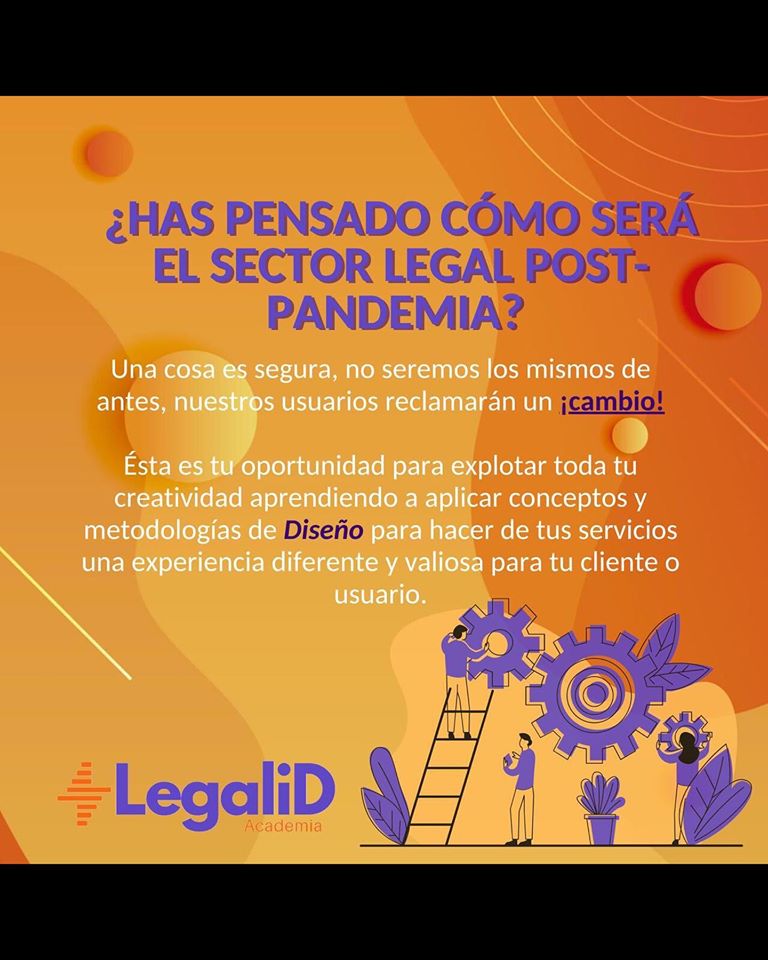 ¿HAS PENSADO CÓMO SERÁ
EL SECTOR LEGAL POST-
PANDEMIA?
Una cosa es segura, no seremos los mismos de
antes, nuestros usuarios reclamarán un ¡cambio!
Ésta es tu oportunidad para explotar toda tu
creatividad aprendiendo a aplicar conceptos y
metodologías de Diseño para hacer de tus servicios
una experiencia diferente y valiosa para tu cliente o
usuario.
LegaliD
Academia